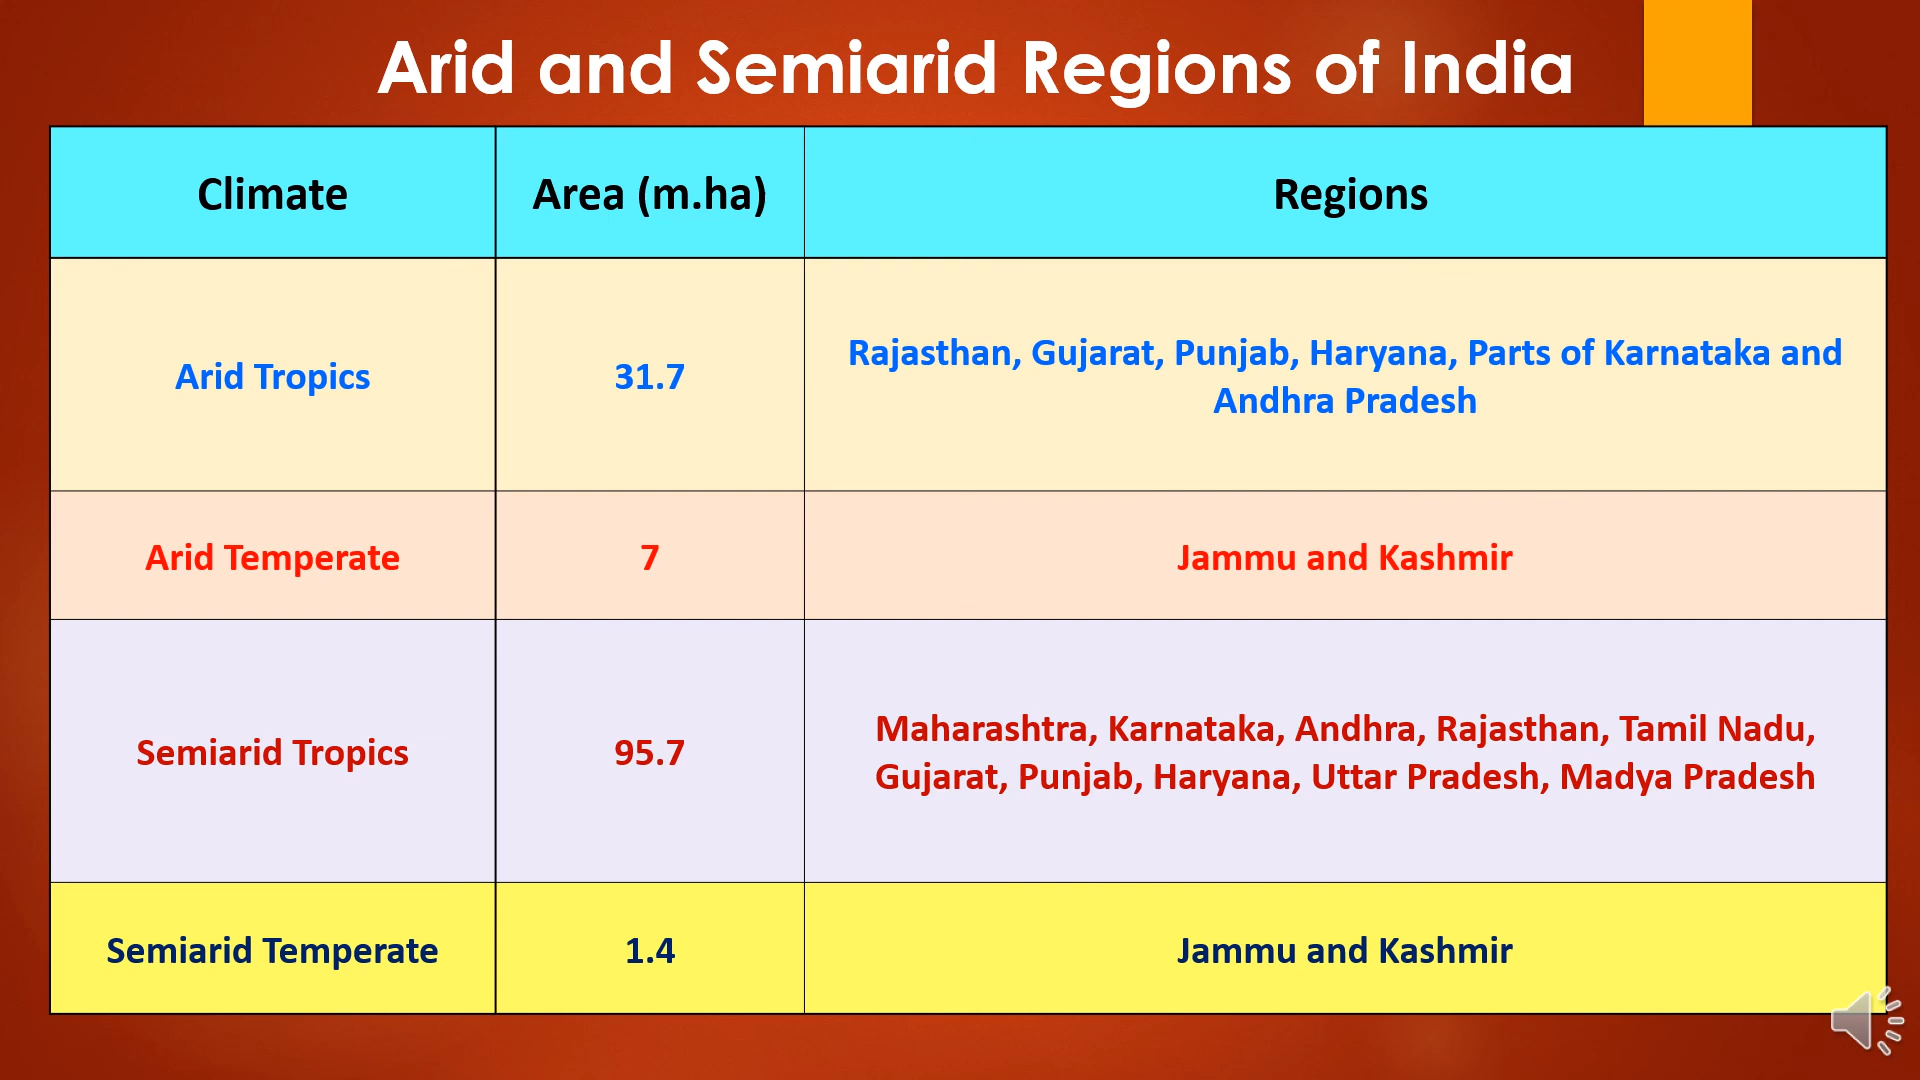 Arid and Semiarid Regions of India
Climate
Area (m.ha)
Regions
Arid Tropics
31.7
Rajasthan, Gujarat, Punjab, Haryana, Parts of Karnataka and
Andhra Pradesh
Arid Temperate
7
Jammu and Kashmir
Semiarid Tropics
95.7
Maharashtra, Karnataka, Andhra, Rajasthan, Tamil Nadu,
Gujarat, Punjab, Haryana, Uttar Pradesh, Madya Pradesh
Semiarid Temperate
1.4
Jammu and Kashmir